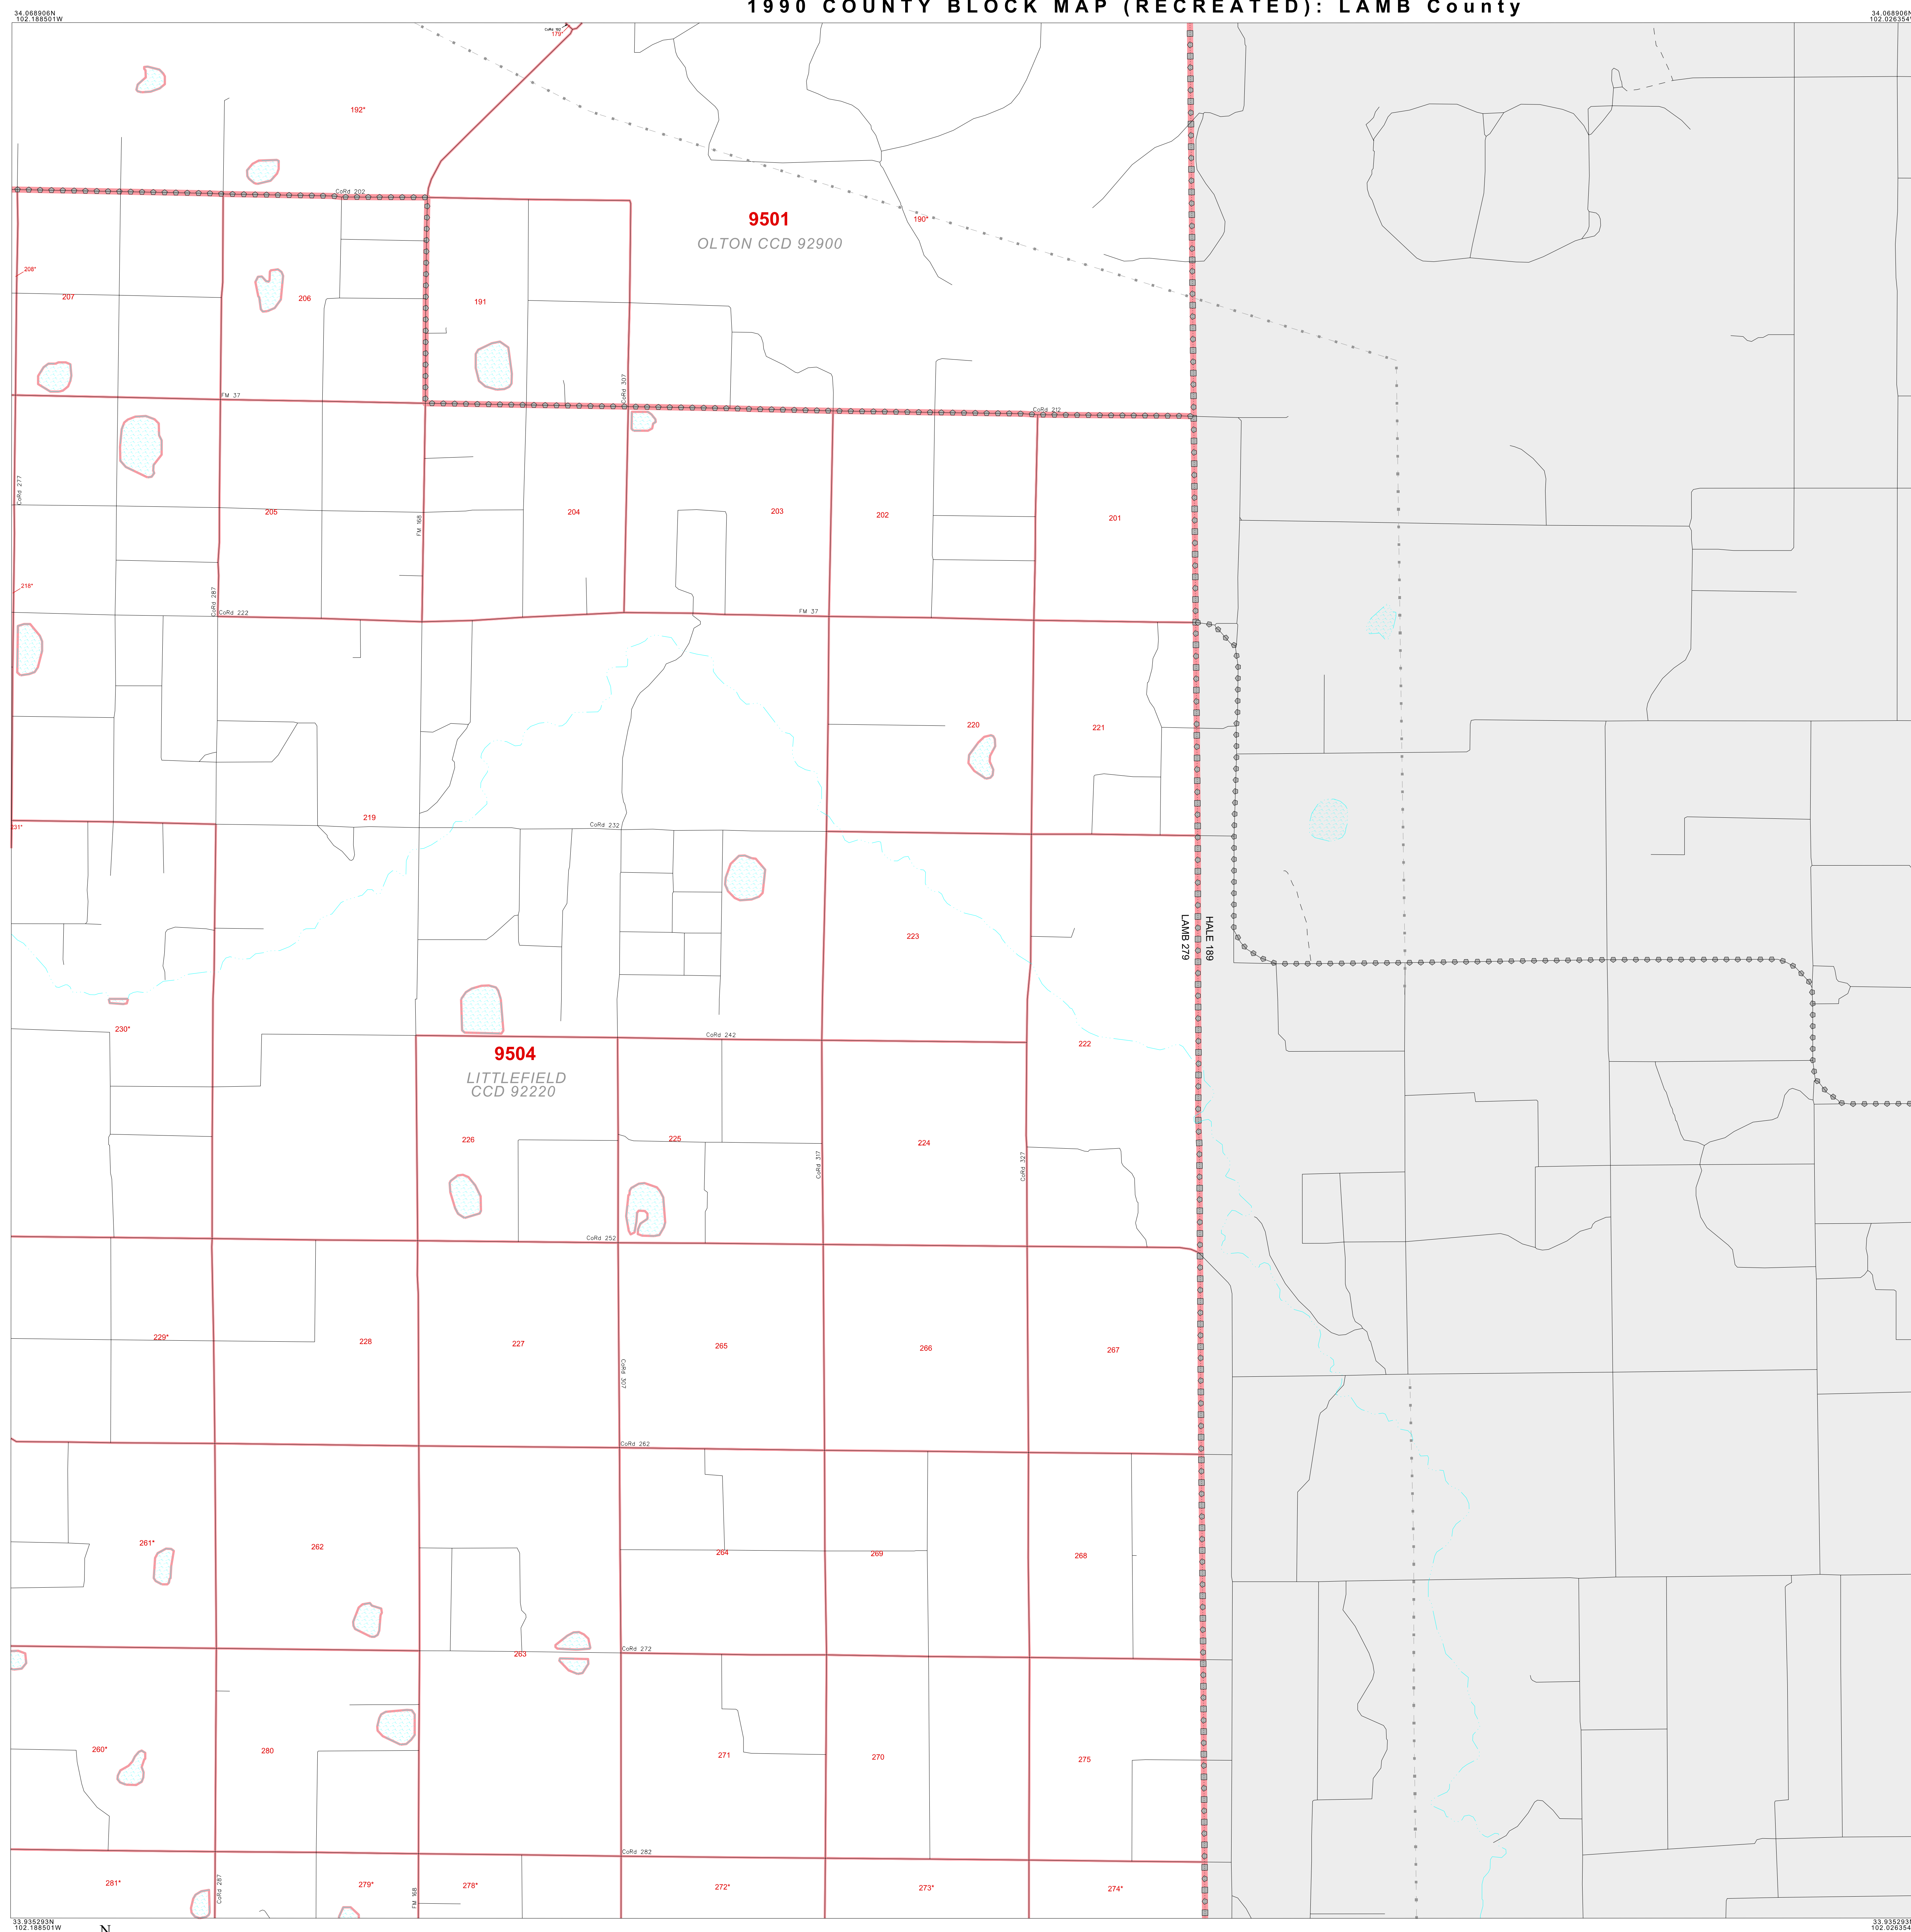 1990 COUNTY BLOCK MAP (RECREATED): LAMB County
34.068906N
102.188501W
34.068906N
102.026354W
179*
192*
CoRd 202
9501
OLTON CCD 92900
190*
208*
207
206
191
CoRd 307
FM 37
CoRd 212
CoRd 277
205
FM 168
204
203
202
201
218*
CoRd 287
CoRd 222
FM 37
220
221
219
CoRd 232
231*
223
LAMB 279
HALE 189
230*
CoRd 242
222
9504
LITTLEFIELD
CCD 92220
226
225
224
CoRd 317
CoRd 327
CoRd 252
229*
228
227
265
266
267
CoRd 307
CoRd 262
261*
262
264
269
268
263
CoRd 272
260*
280
271
270
275
CoRd 282
281*
CoRd 287
279*
FM 168
278*
272*
273*
274*
33.935293N
102.188501W
N
33.935293N
102.026354